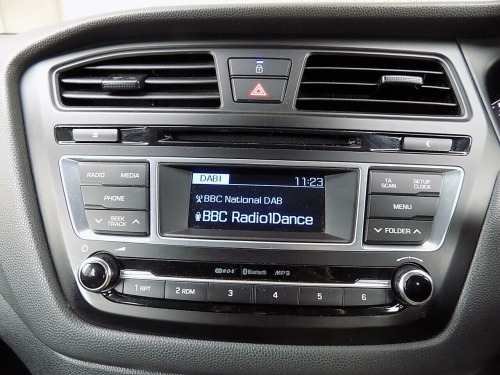 RADIO MEDIA
PHONE
SEEK
TRACK
DAB1 11:23
BBC National DAB
BBC Radio1Dance
TA SETUP
SCAN CLOCK
MENU
FOLDER
R·D·S Bluetooth MP3
1 RPT 2 RDM 3 4 5 6